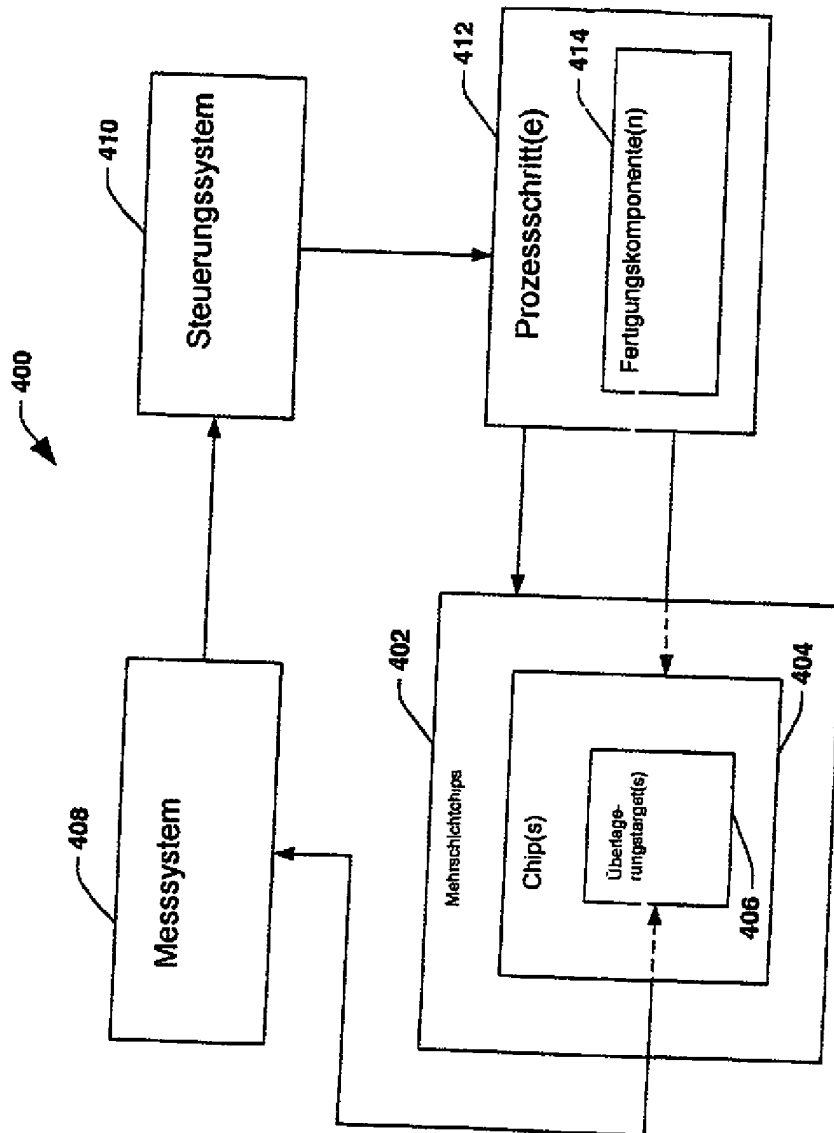 400
408
Messsystem
410
Steuerungssystem
402
Mehrschichtchips
Chip(s)
Überlage-
rungstarget(s)
406
404
412
Prozessschritt(e)
414
Fertigungskomponente(n)